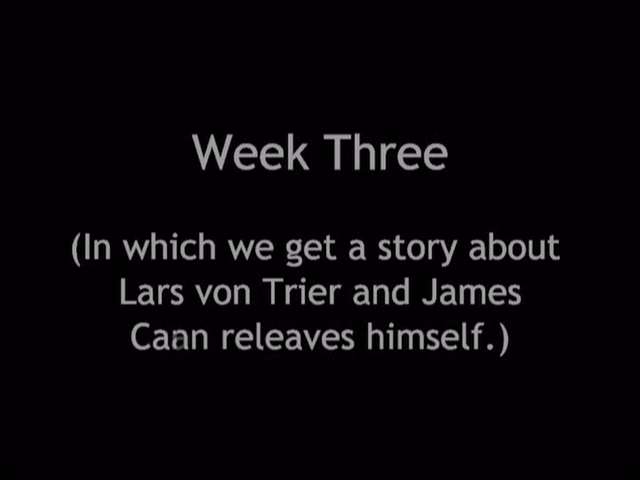 Week Three
(In which we get a story about
Lars von Trier and James
Caan releaves himself.)